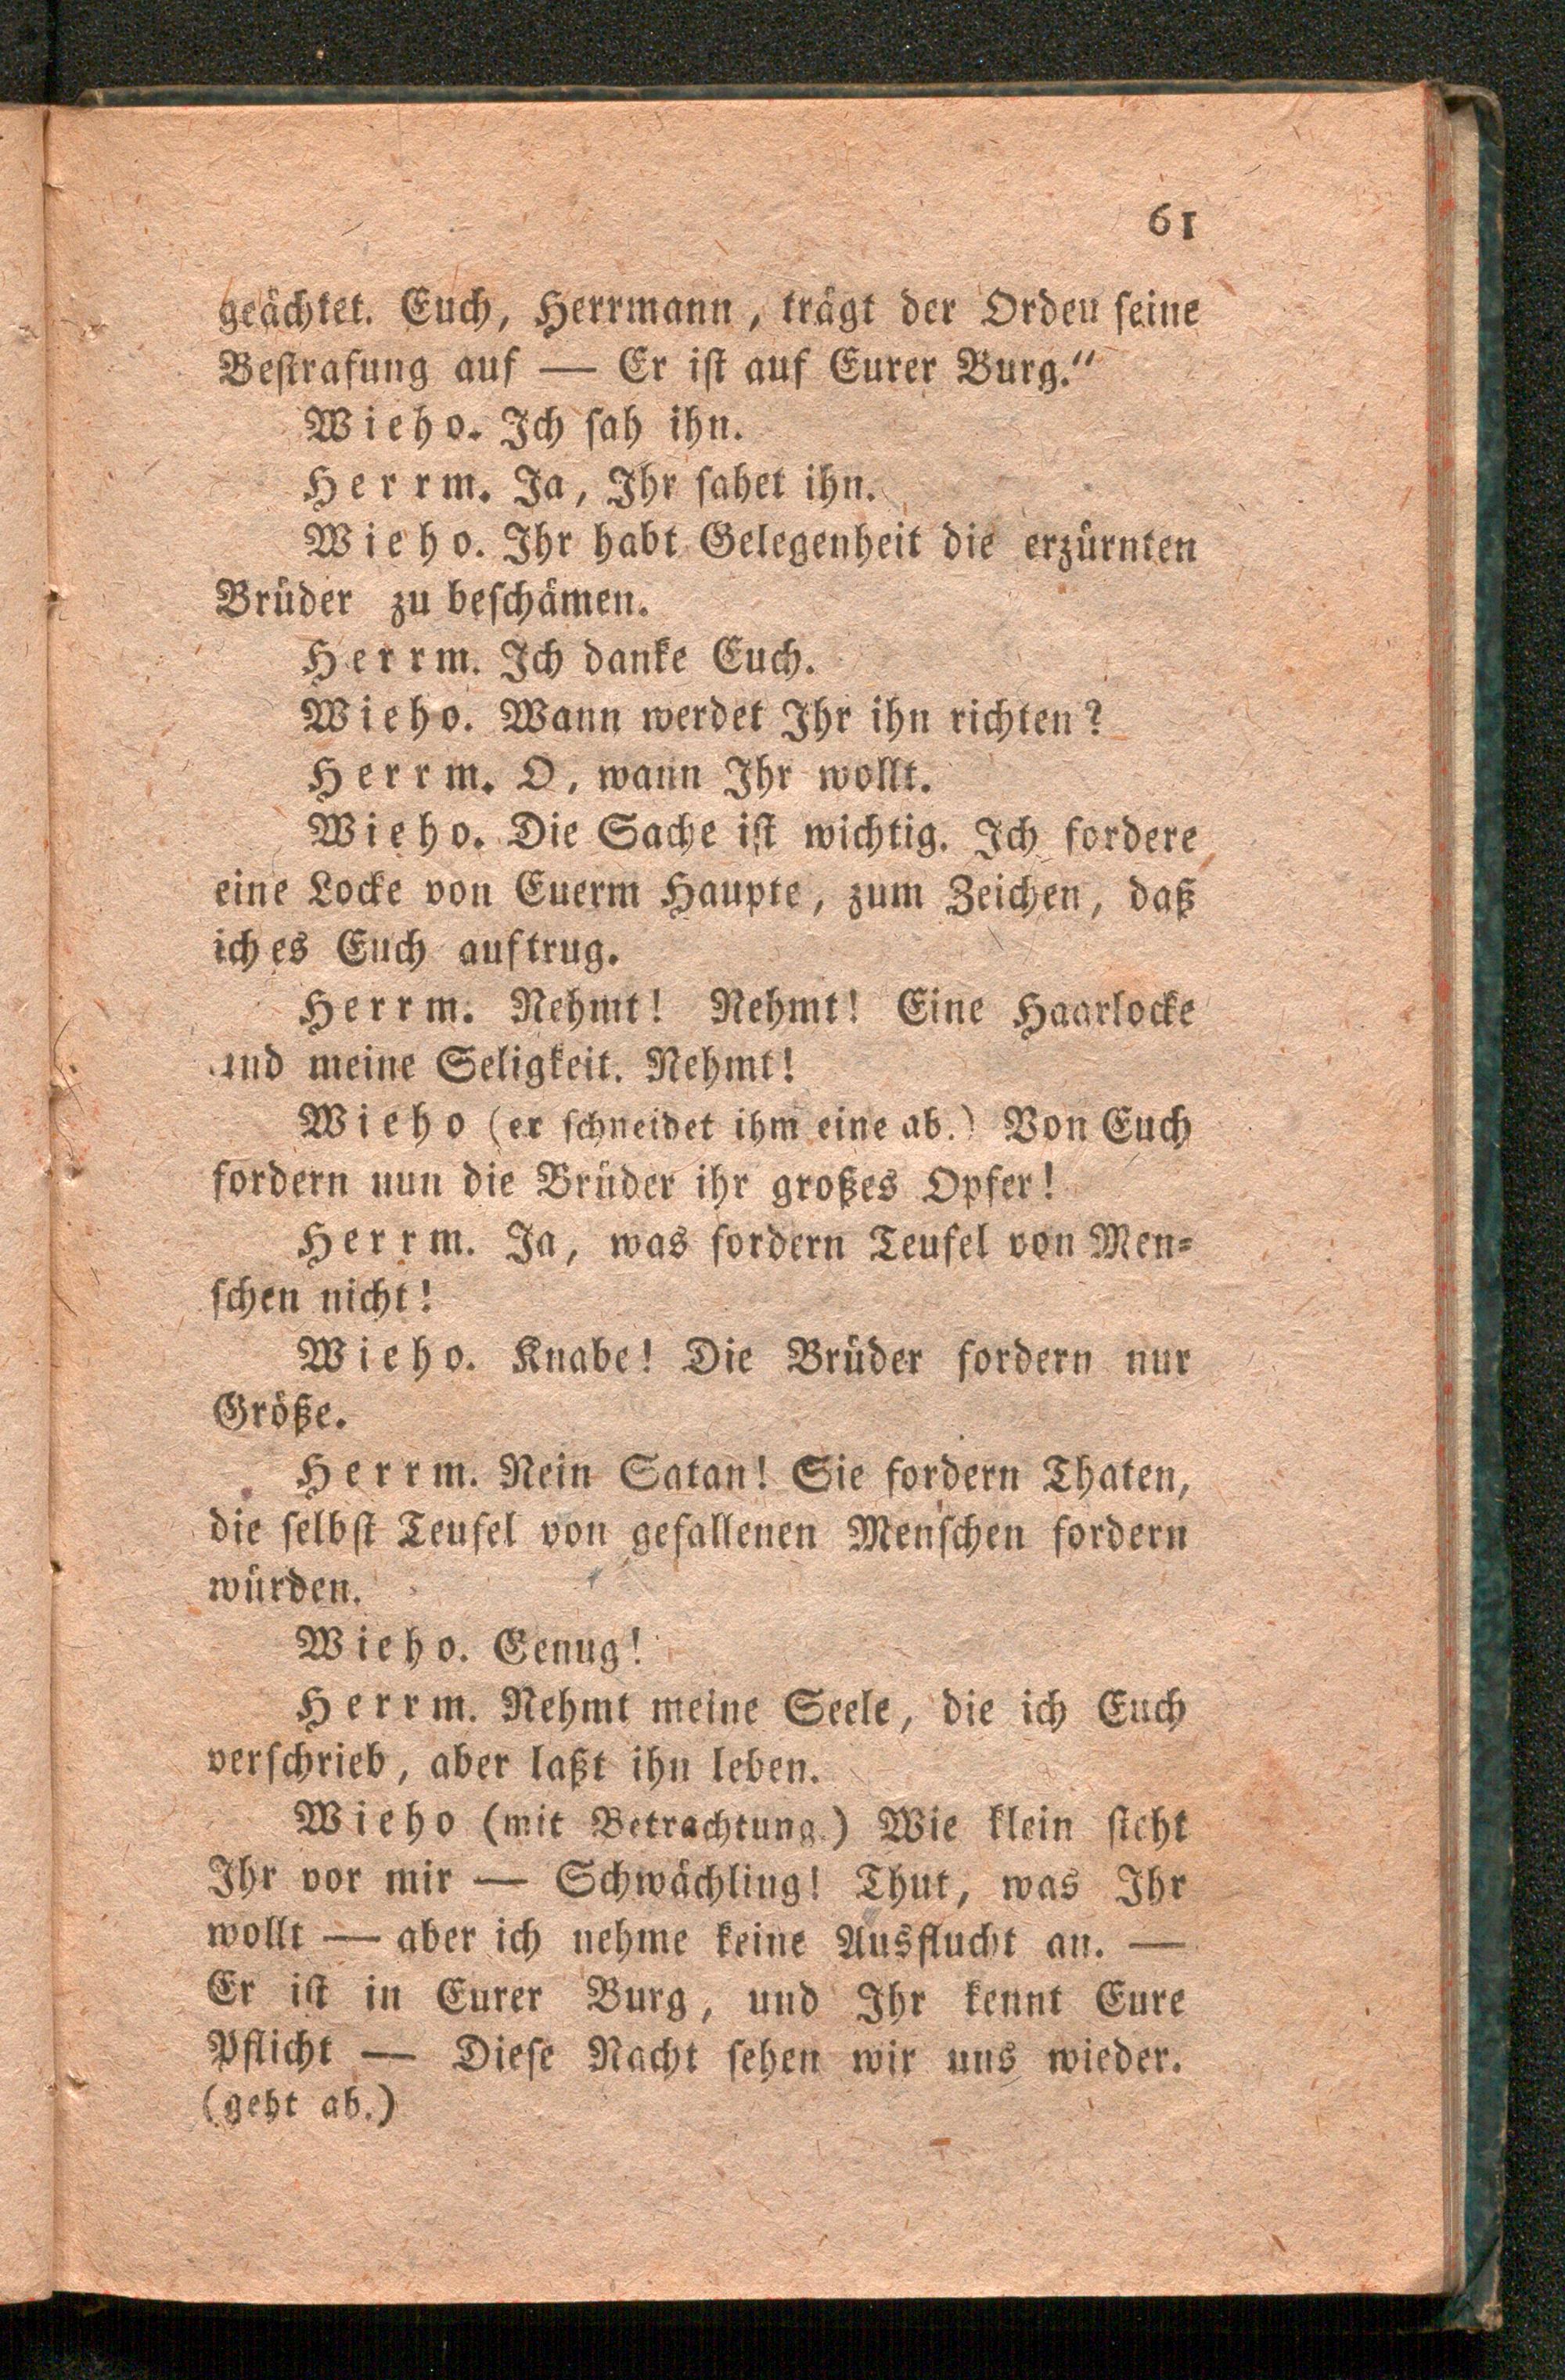 61
geächtet. Euch, Herrmann, trägt der Orden seine
Bestrafung auf — Er ist auf Eurer Burg.“
Wieho. Ich sah ihn.
Herrm. Ja, Ihr sahet ihn.
Wieho. Ihr habt Gelegenheit die erzürnten
Brüder zu beschämen.
Herrm. Ich danke Euch.
Wieho. Wann werdet Ihr ihn richten?
Herrm. O, wann Ihr wollt.
Wieho. Die Sache ist wichtig. Ich fordere
eine Locke von Euerm Haupte, zum Zeichen, daß
ich es Euch auftrug.
Herrm. Nehmt! Nehmt! Eine Haarlocke
und meine Seligkeit. Nehmt!
Wieho (er schneidet ihm eine ab.) Von Euch
fordern nun die Brüder ihr großes Opfer!
Herrm. Ja, was fordern Teufel von Men=
schen nicht!
Wieho. Knabe! Die Brüder fordern nur
Größe.
Herrm. Nein Satan! Sie fordern Thaten,
die selbst Teufel von gefallenen Menschen fordern
würden.
Wieho. Genug!
Herrm. Nehmt meine Seele, die ich Euch
verschrieb, aber laßt ihn leben.
Wieho (mit Betrachtung.) Wie klein steht
Ihr vor mir — Schwächling! Thut, was Ihr
wollt — aber ich nehme keine Ausflucht an. —
Er ist in Eurer Burg, und Ihr kennt Eure
Pflicht — Diese Nacht sehen wir uns wieder.
(geht ab.)